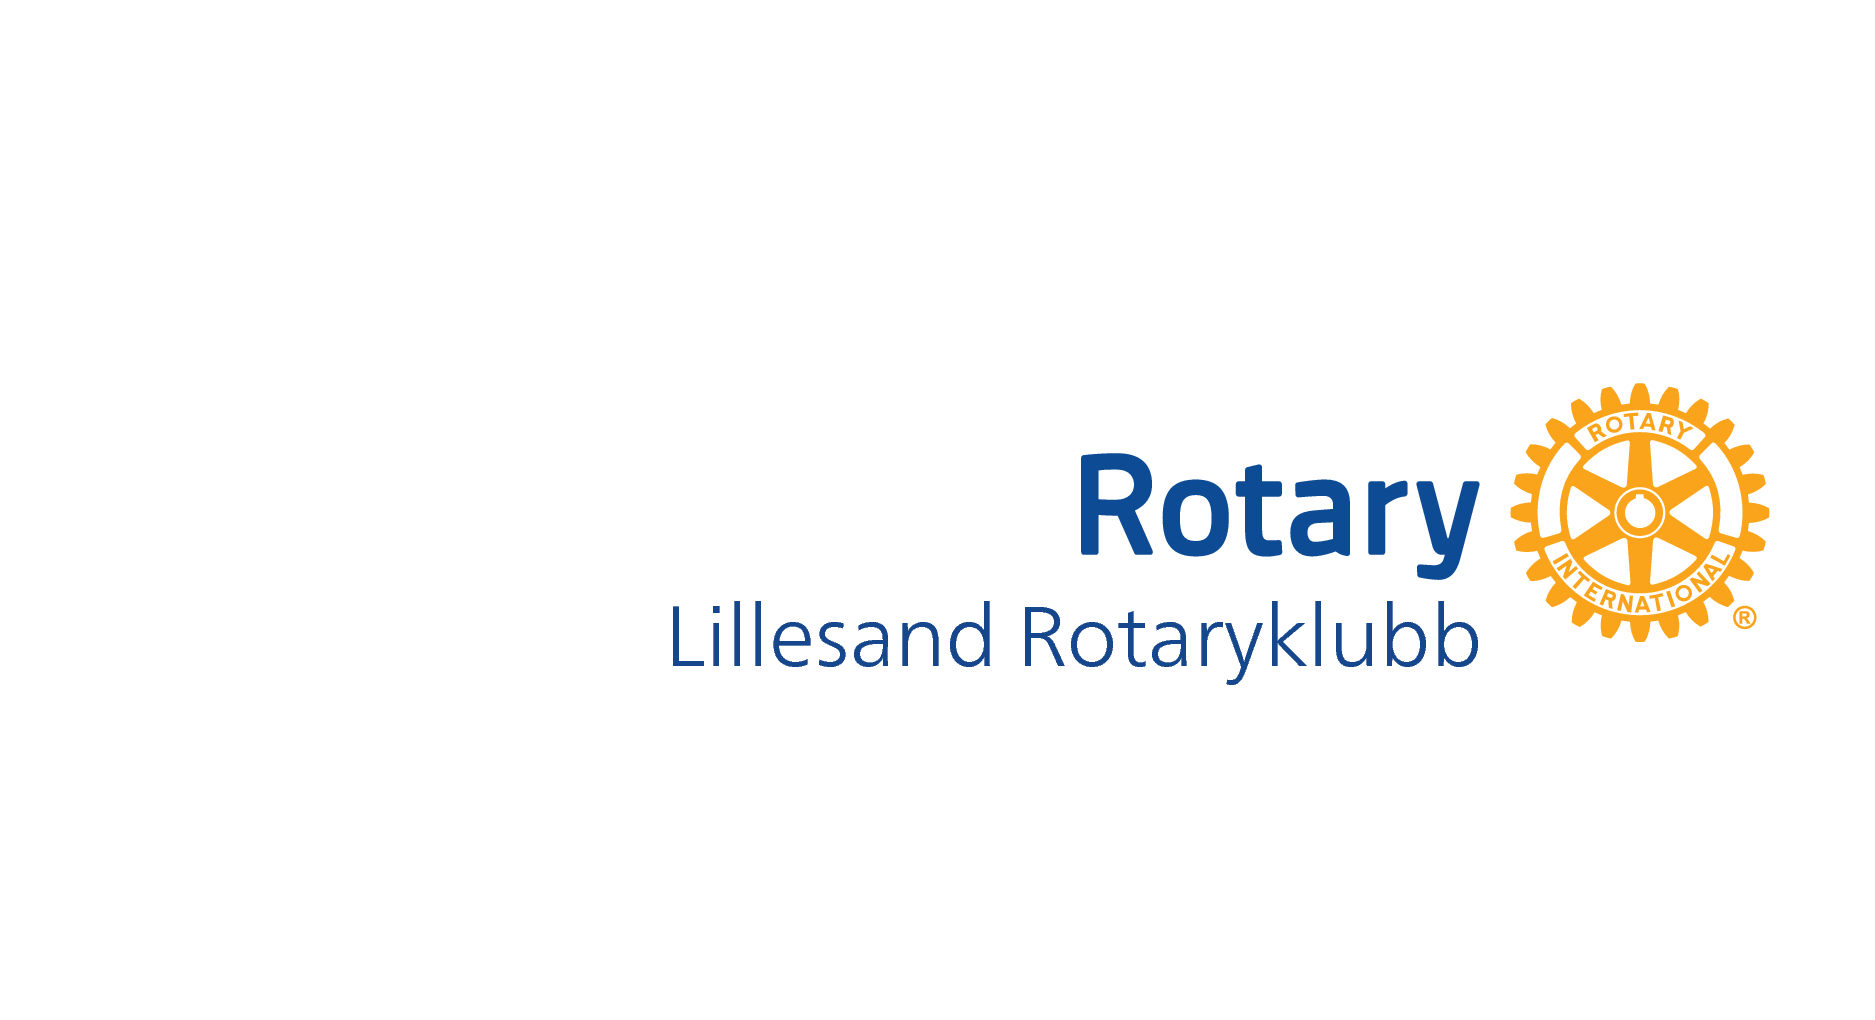 Rotary
Lillesand Rotaryklubb
ROTARY
INTERNATIONAL
®